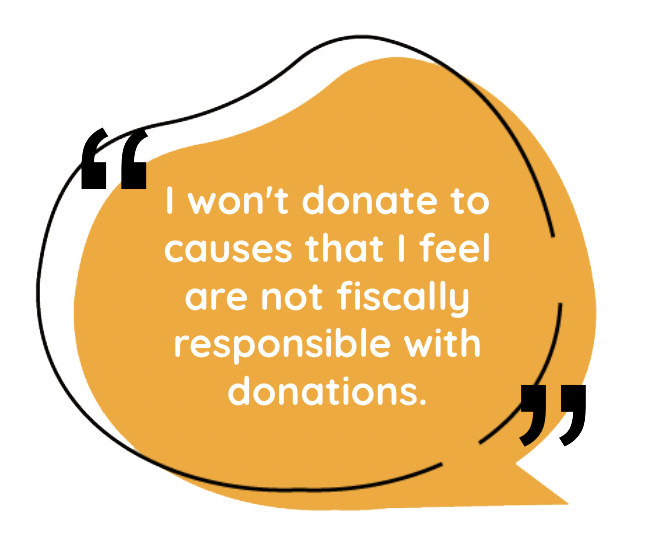 “
I won't donate to
causes that I feel
are not fiscally
responsible with
donations.
”